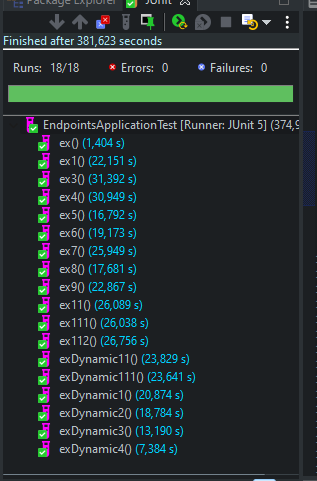 Package Explorer JUnit
Finished after 381,623 seconds
Runs: 18/18 Errors: 0 Failures: 0
EndpointsApplicationTest [Runner: JUnit 5] (374,9
ex() (1,404 s)
ex1() (22,151 s)
ex3() (31,392 s)
ex4() (30,949 s)
ex5() (16,792 s)
ex6() (19,173 s)
ex7() (25,949 s)
ex8() (17,681 s)
ex9() (22,867 s)
ex11() (26,089 s)
ex111() (26,038 s)
ex112() (26,756 s)
exDynamic11() (23,829 s)
exDynamic111() (23,641 s)
exDynamic1() (20,874 s)
exDynamic2() (18,784 s)
exDynamic3() (13,190 s)
exDynamic4() (7,384 s)